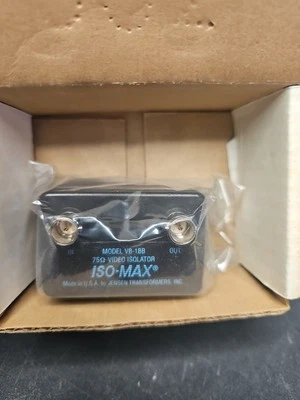 IN
MODEL VB-1BB
OUT
75Ω VIDEO ISOLATOR
ISO-MAX®
Made in U.S.A. by JENSEN TRANSFORMERS, INC.